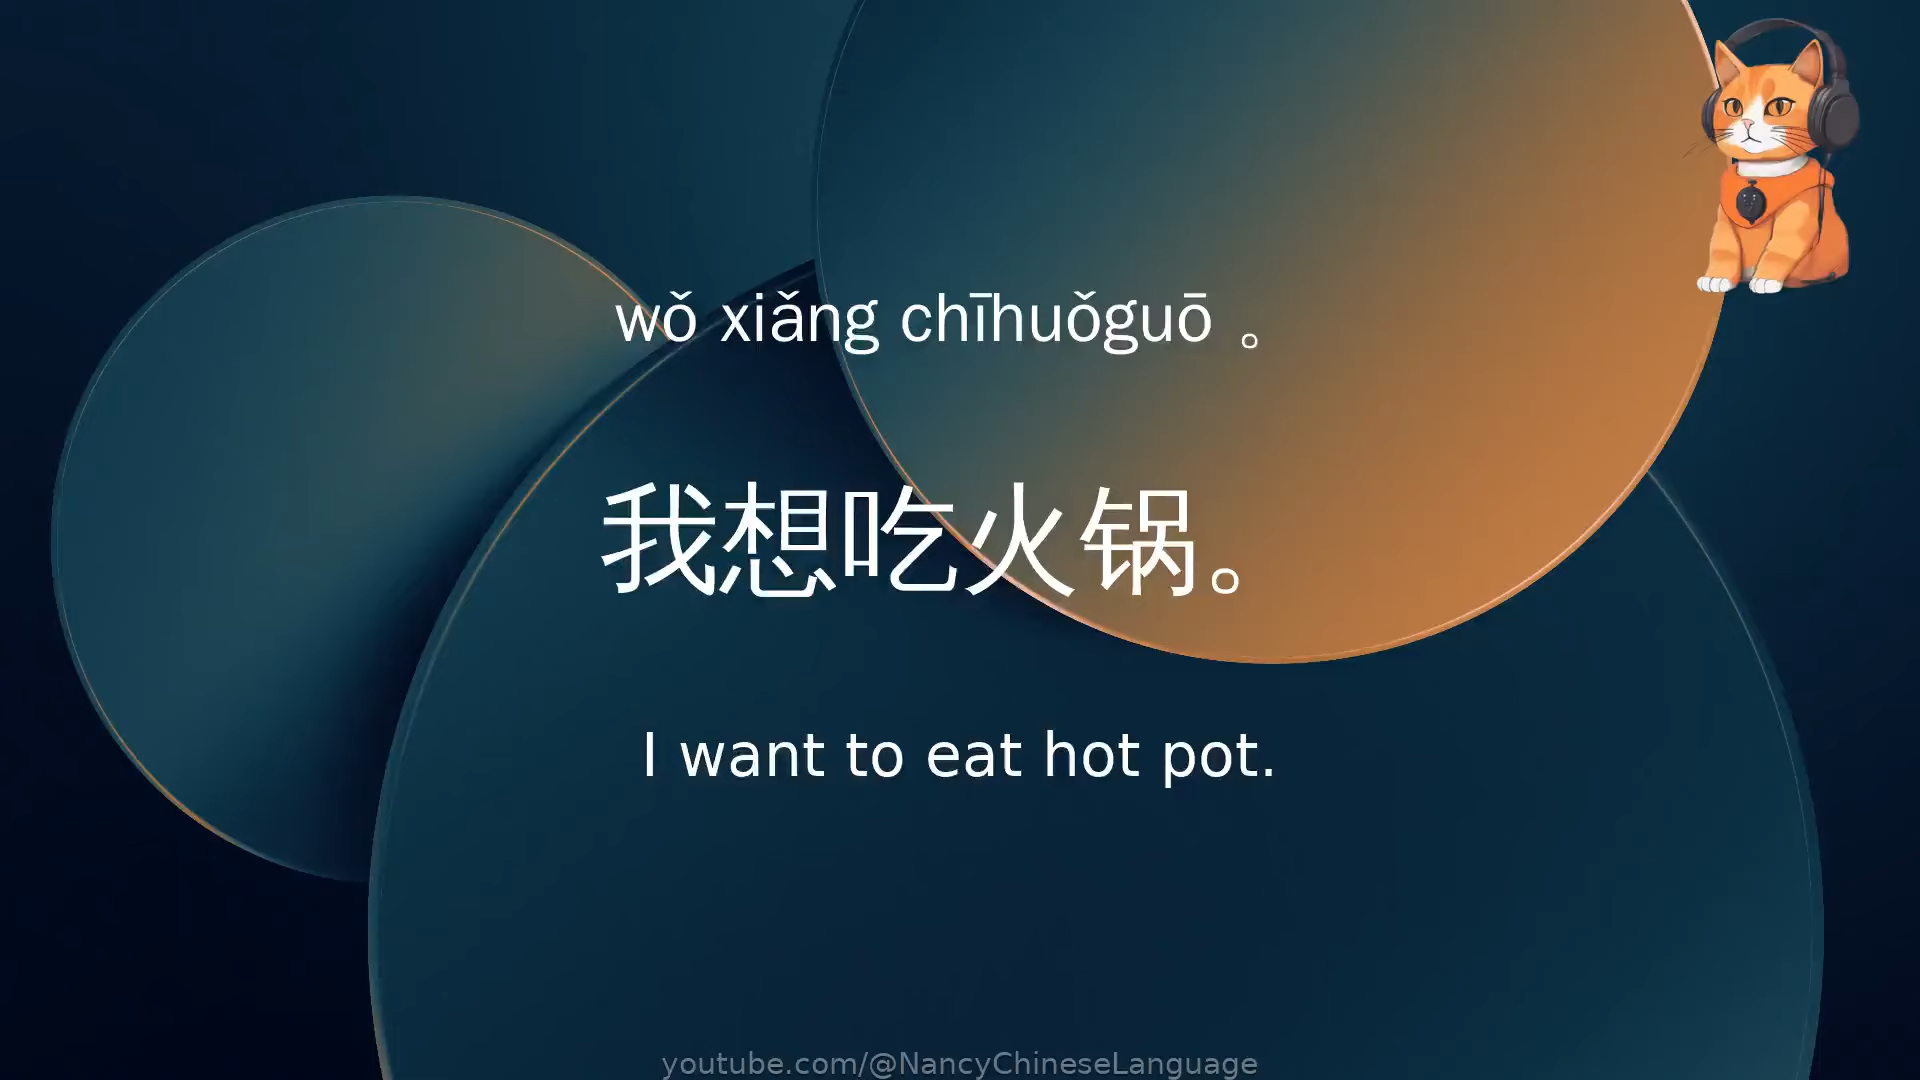 wǒ xiǎng chīhuǒguō 。
我想吃火锅。
I want to eat hot pot.
youtube.com/@NancyChineseLanguage